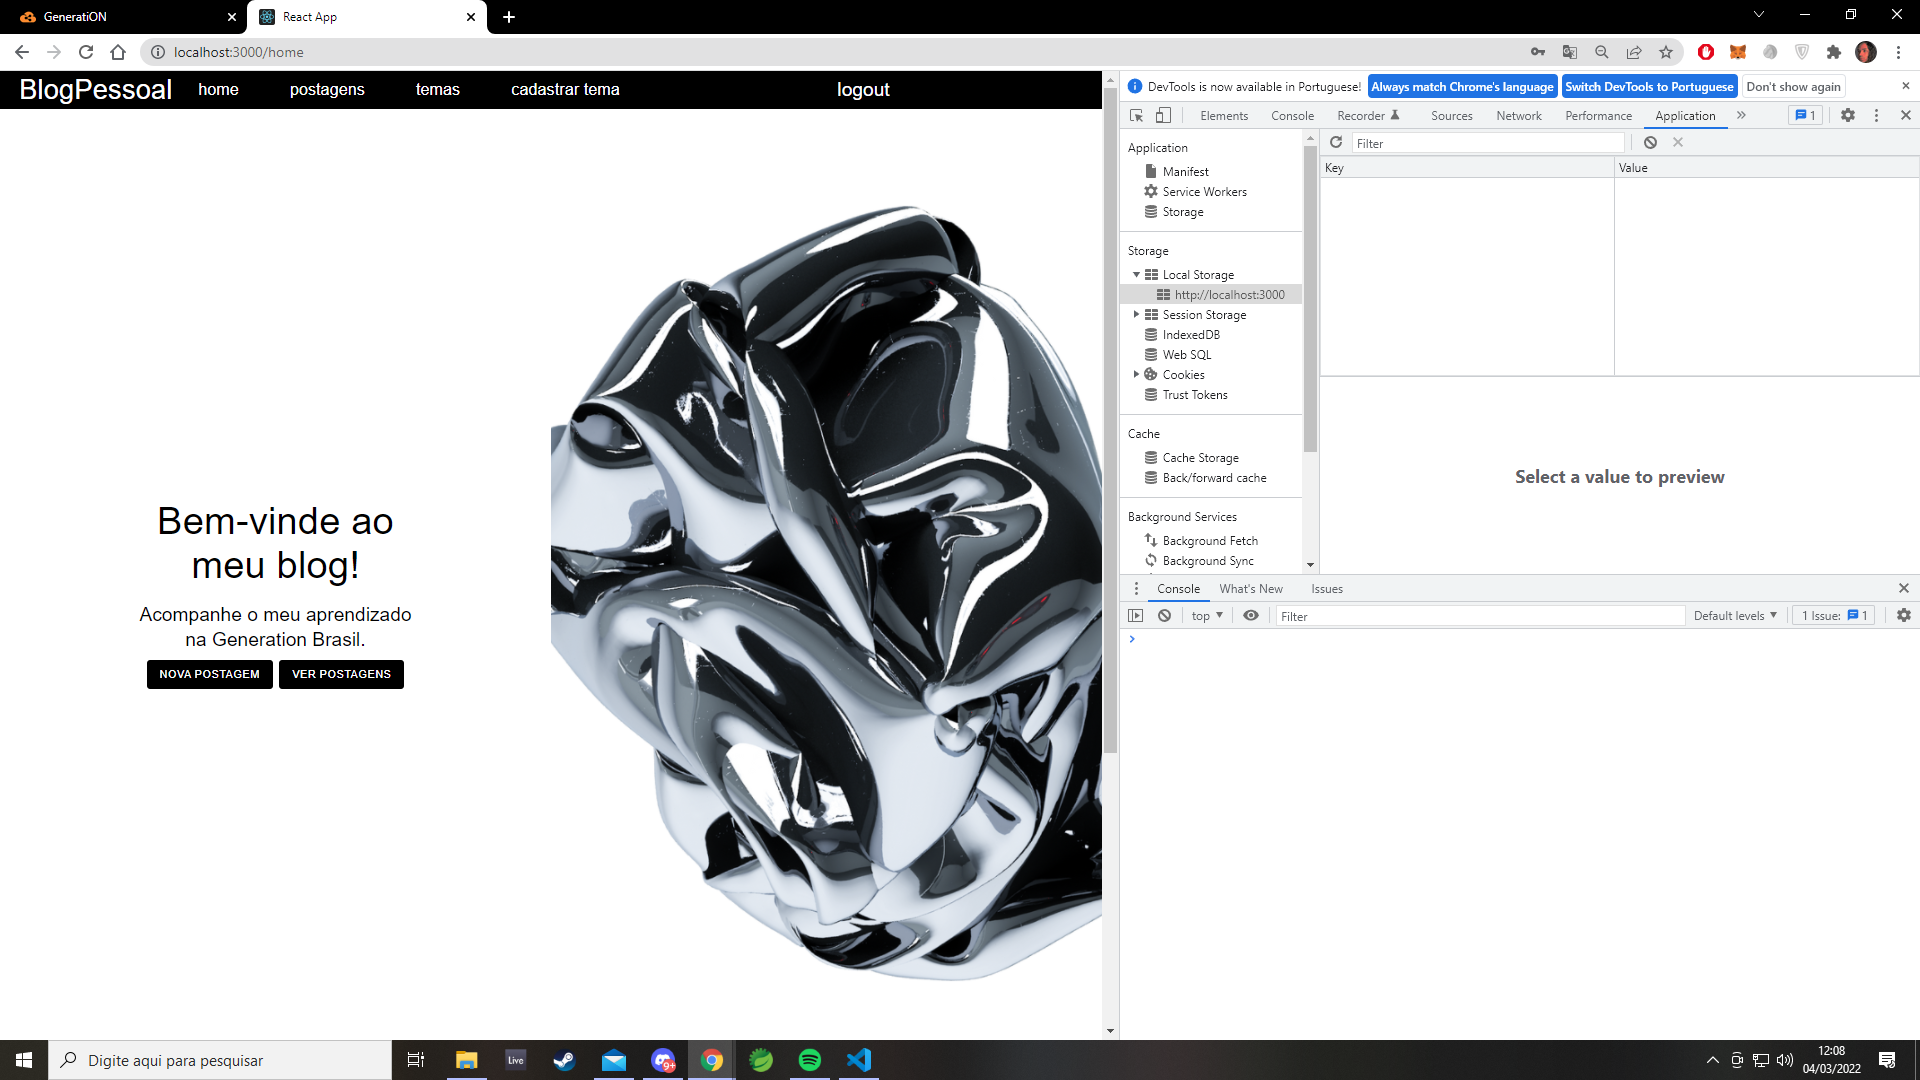 GeneratiON
React App
localhost:3000/home
BlogPessoal home postagens temas cadastrar tema logout
Bem-vinde ao
meu blog!
Acompanhe o meu aprendizado
na Generation Brasil.
NOVA POSTAGEM VER POSTAGENS
DevTools is now available in Portuguese! Always match Chrome's language Switch DevTools to Portuguese Don't show again
Elements Console Recorder Sources Network Performance Application 1
Application
Manifest
Service Workers
Storage
Storage
Local Storage
http://localhost:3000
Session Storage
IndexedDB
Web SQL
Cookies
Trust Tokens
Cache
Cache Storage
Back/forward cache
Background Services
Background Fetch
Background Sync
Filter
Key Value
Select a value to preview
Console What's New Issues
top Filter Default levels 1 Issue: 1
Digite aqui para pesquisar
Live
9+
12:08
04/03/2022